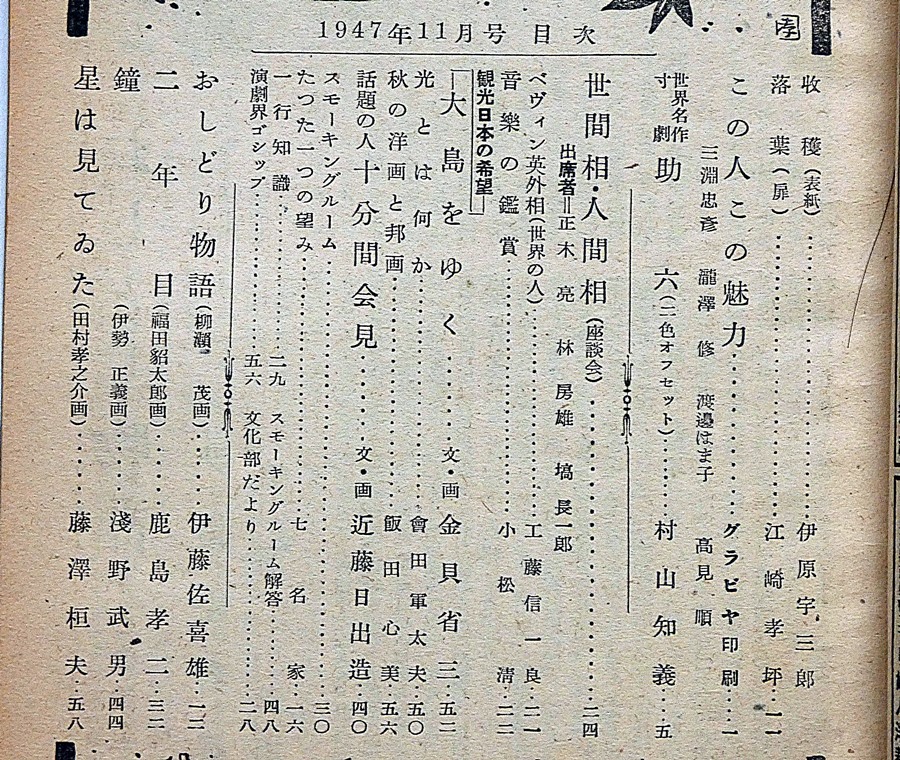 1947年11月号 目次
収穫（表紙）…………伊原宇三郎
落葉（扉）…………江崎孝坪…一一
この人この魅力…………グラビヤ印刷…一
三淵忠彦 瀧澤修 渡邊はま子 高見順
世界名作寸劇 助六（二色オフセット）…………村山知義…五
世間相・人間相（座談会）…………二四
出席者＝正木亮 林房雄 塙長一郎
ベヴィン英外相（世界の人）…………工藤信一良…二一
音樂の鑑賞…………小松清…二二
観光日本の希望
大島をゆく…………文・画 金貝省三…五二
光とは何か…………會田軍太夫…五〇
秋の洋画と邦画…………飯田心美…五六
話題の人 十分間会見…………文・画 近藤日出造…四〇
スモーキングルーム…………三〇
たつた一つの望み…………七名家…一六
一行知識…………二九 スモーキングルーム解答…四八
演劇界ゴシップ…………五六 文化部だより…………二八
おしどり物語（柳瀬茂画）…………伊藤佐喜雄…一二
二年目（福田貂太郎画）…………鹿島孝二…三二
鐘（伊勢正義画）…………淺野武男…四四
星は見てゐた（田村孝之介画）…………藤澤桓夫…五八